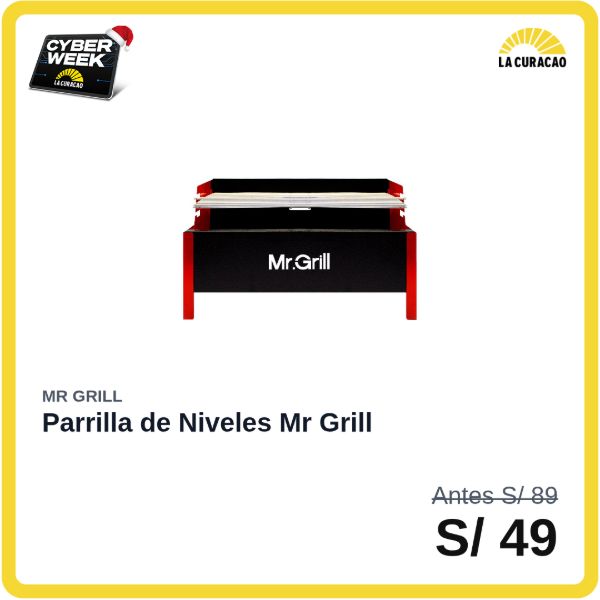 CYBER
WEEK
LA CURACAO
LA CURACAO
Mr.Grill
MR GRILL
Parrilla de Niveles Mr Grill
Antes S/ 89
S/ 49